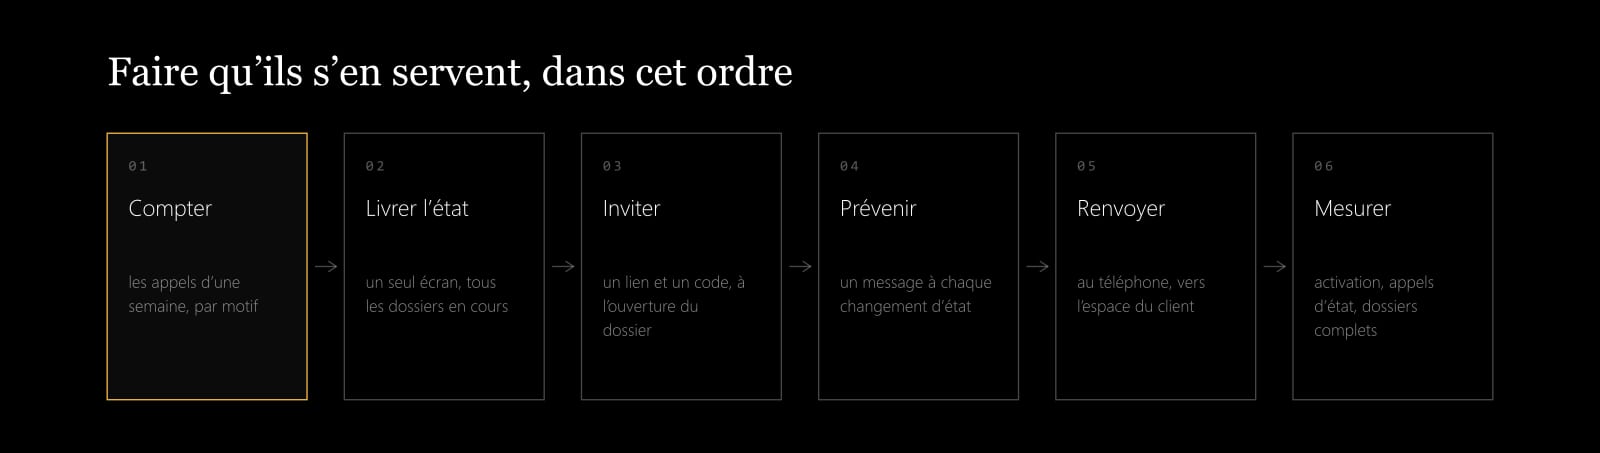 Faire qu’ils s’en servent, dans cet ordre
01
Compter
les appels d’une
semaine, par motif
02
Livrer l’état
un seul écran, tous
les dossiers en cours
03
Inviter
un lien et un code, à
l’ouverture du
dossier
04
Prévenir
un message à chaque
changement d’état
05
Renvoyer
au téléphone, vers
l’espace du client
06
Mesurer
activation, appels
d’état, dossiers
complets